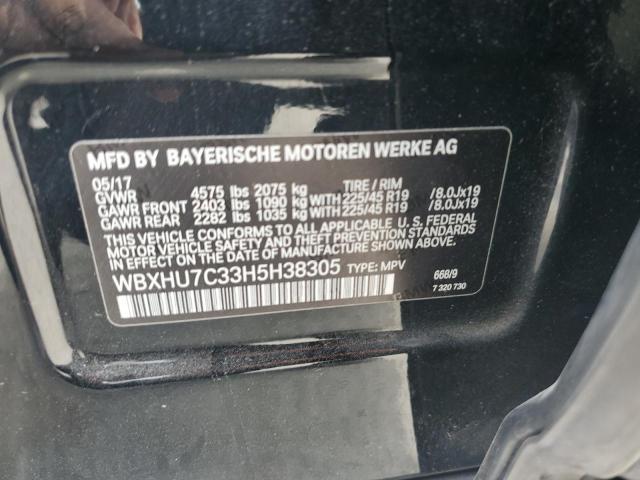 MFD BY BAYERISCHE MOTOREN WERKE AG
05/17
GVWR 4575 lbs 2075 kg TIRE / RIM
GAWR FRONT 2403 lbs 1090 kg WITH 225/45 R19 /8.0Jx19
GAWR REAR 2282 lbs 1035 kg WITH 225/45 R19 /8.0Jx19
THIS VEHICLE CONFORMS TO ALL APPLICABLE U. S. FEDERAL
MOTOR VEHICLE SAFETY, BUMPER, AND THEFT PREVENTION STANDARDS
IN EFFECT ON THE DATE OF MANUFACTURE SHOWN ABOVE.
WBXHU7C33H5H38305 TYPE: MPV
668/9
7 320 730